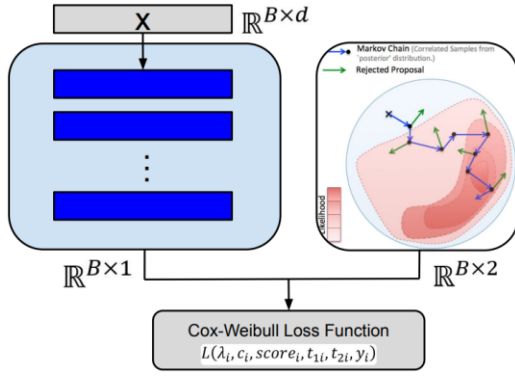 X
ℝ^{B×d}
Markov Chain (Correlated Samples from
'posterior' distribution.)
Rejected Proposal
Likelihood
ℝ^{B×1}
ℝ^{B×2}
Cox-Weibull Loss Function
L(λ_i, c_i, score_i, t_{1i}, t_{2i}, y_i)